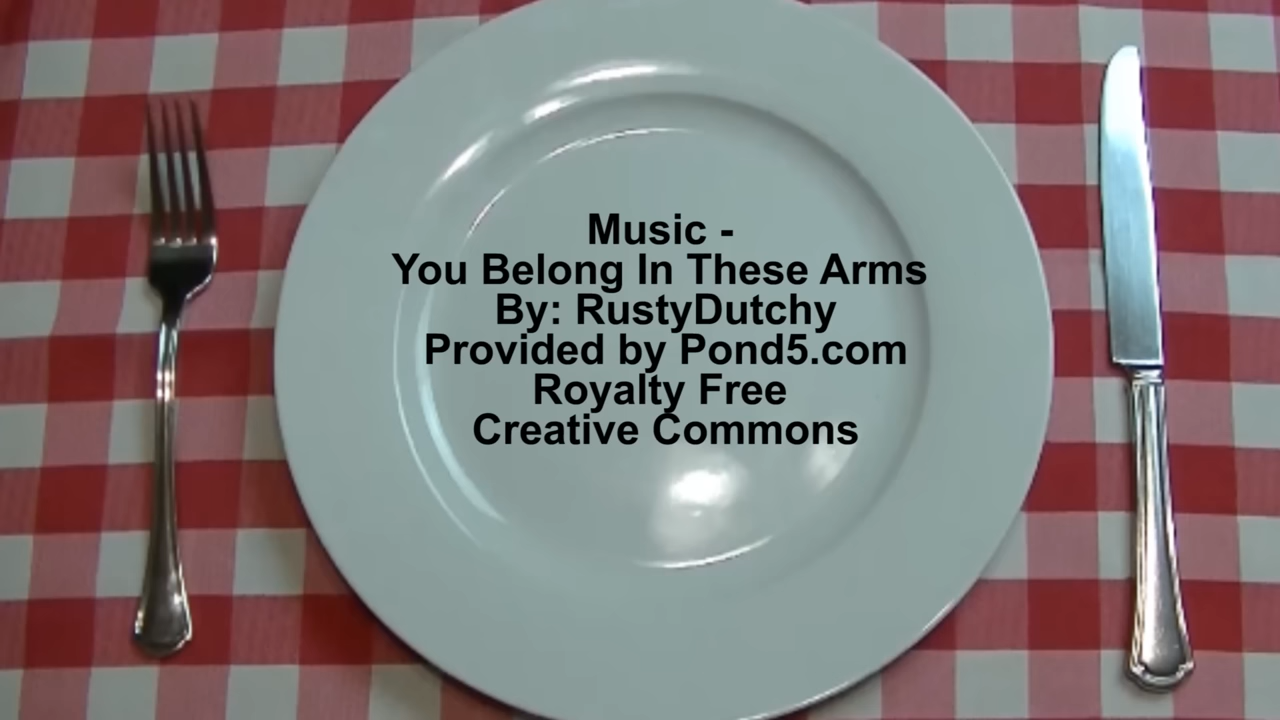 Music -
You Belong In These Arms
By: RustyDutchy
Provided by Pond5.com
Royalty Free
Creative Commons